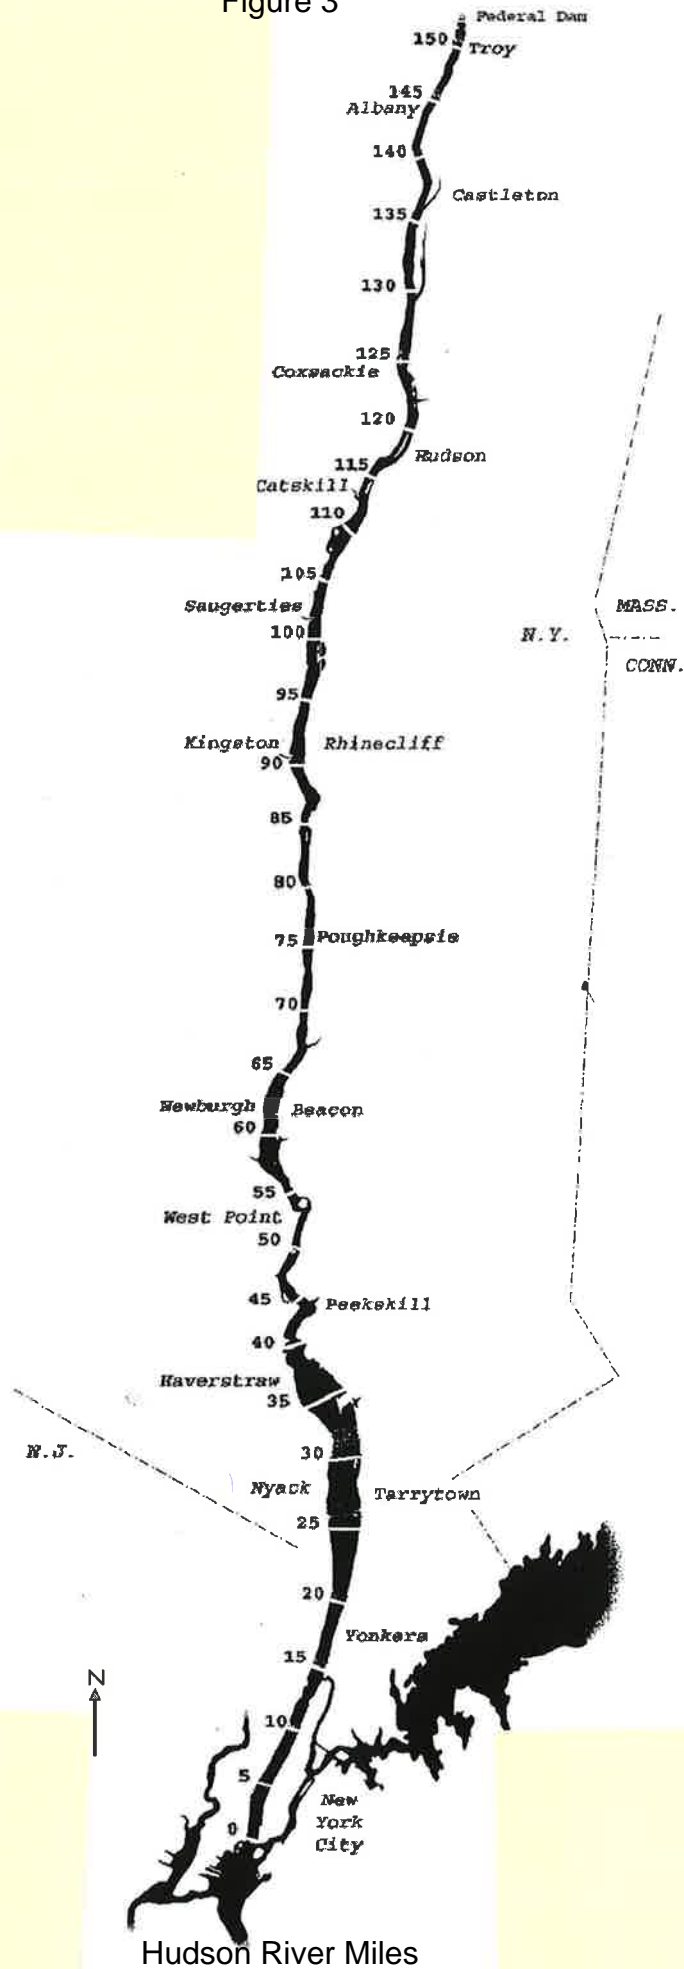 Figure 3
Federal Dam
150
Troy
145
Albany
140
Castleton
135
130
125
Coxsackie
120
Hudson
115
Catskill
110
105
Saugerties
MASS.
100
N.Y.
CONN.
95
Kingston
Rhinecliff
90
85
80
75
Poughkeepsie
70
65
Newburgh
Beacon
60
55
West Point
50
45
Peekskill
40
Haverstraw
35
N.J.
30
Nyack
Tarrytown
25
20
Yonkers
15
N
10
5
New
York
City
0
Hudson River Miles